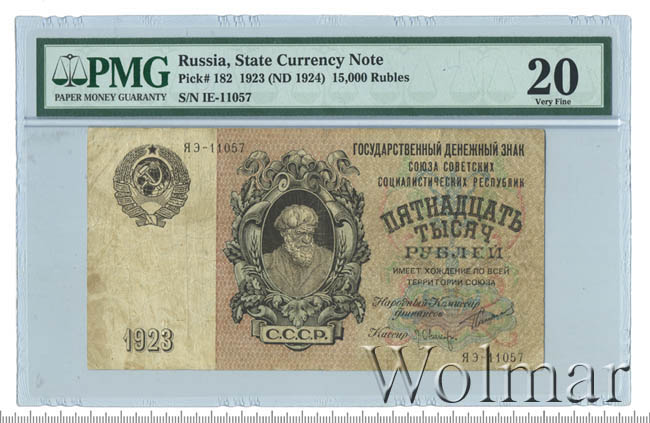 PMG
PAPER MONEY GUARANTY
Russia, State Currency Note
Pick# 182 1923 (ND 1924) 15,000 Rubles
S/N IE-11057
20
Very Fine
ЯЭ-11057
ГОСУДАРСТВЕННЫЙ ДЕНЕЖНЫЙ ЗНАК
СОЮЗА СОВЕТСКИХ
СОЦИАЛИСТИЧЕСКИХ РЕСПУБЛИК
ПЯТНАДЦАТЬ
ТЫСЯЧ
РУБЛЕЙ
ИМЕЕТ ХОЖДЕНИЕ ПО ВСЕЙ
ТЕРРИТОРИИ СОЮЗА
Народный Комиссар
финансов
Кассир
С.С.С.Р.
1923
ЯЭ-11057
Wolmar